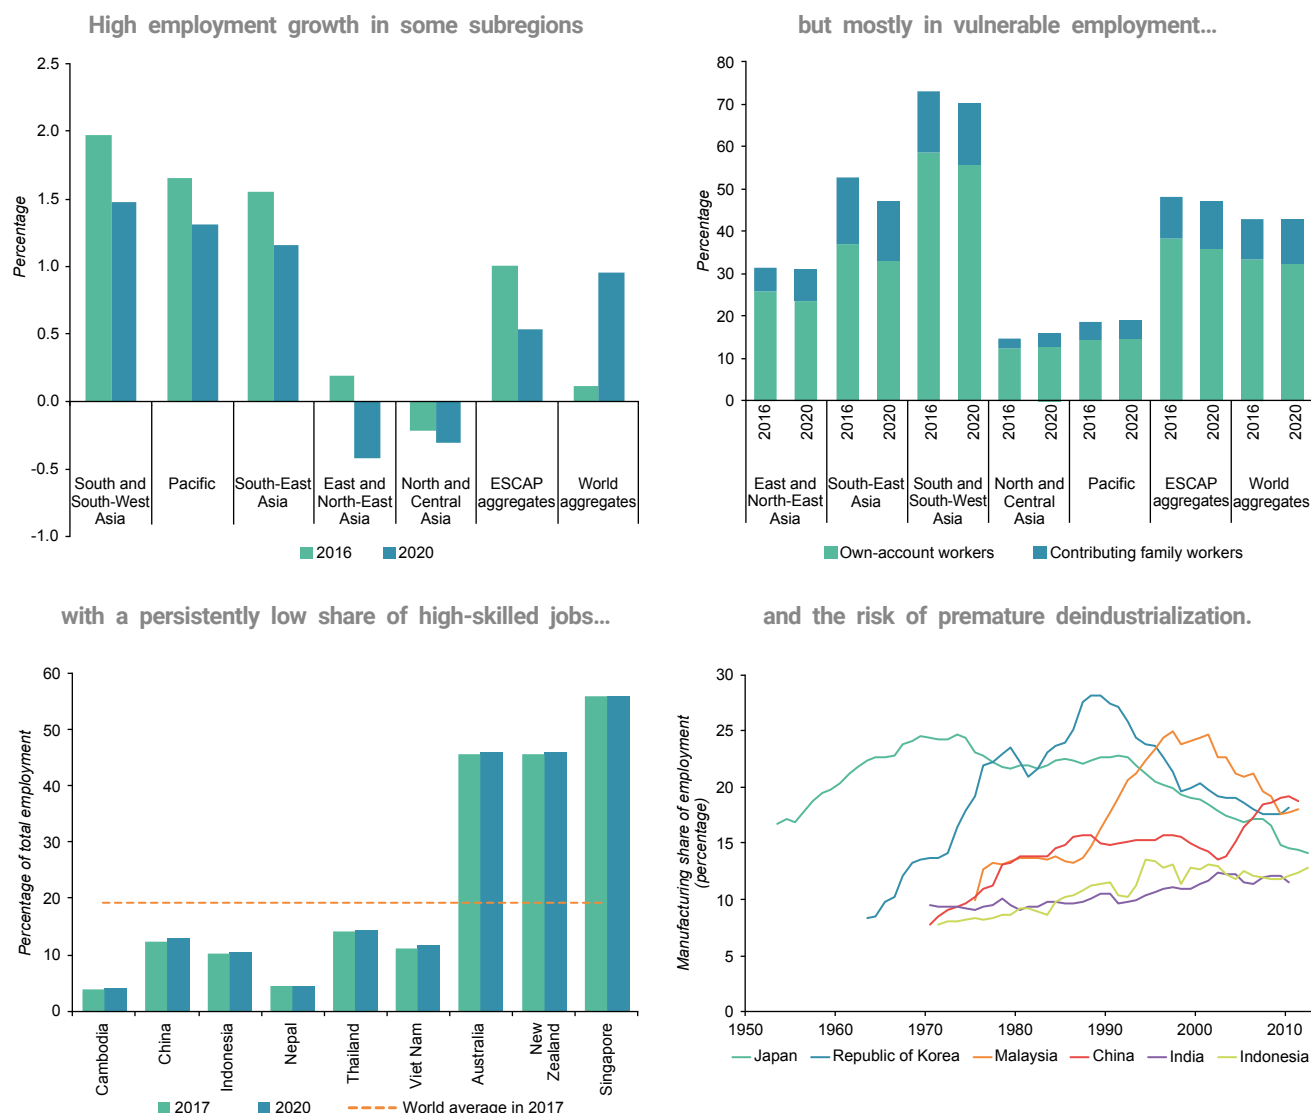 High employment growth in some subregions
Percentage
2.5
2.0
1.5
1.0
0.5
0.0
-0.5
-1.0
South and South-West Asia
Pacific
South-East Asia
East and North-East Asia
North and Central Asia
ESCAP aggregates
World aggregates
2016 2020
but mostly in vulnerable employment...
Percentage
80
70
60
50
40
30
20
10
0
2016 2020 2016 2020 2016 2020 2016 2020 2016 2020 2016 2020 2016 2020
East and North-East Asia
South-East Asia
South and South-West Asia
North and Central Asia
Pacific
ESCAP aggregates
World aggregates
Own-account workers Contributing family workers
with a persistently low share of high-skilled jobs...
Percentage of total employment
60
50
40
30
20
10
0
Cambodia
China
Indonesia
Nepal
Thailand
Viet Nam
Australia
New Zealand
Singapore
2017 2020 World average in 2017
and the risk of premature deindustrialization.
Manufacturing share of employment
(percentage)
30
25
20
15
10
5
0
1950 1960 1970 1980 1990 2000 2010
Japan Republic of Korea Malaysia China India Indonesia